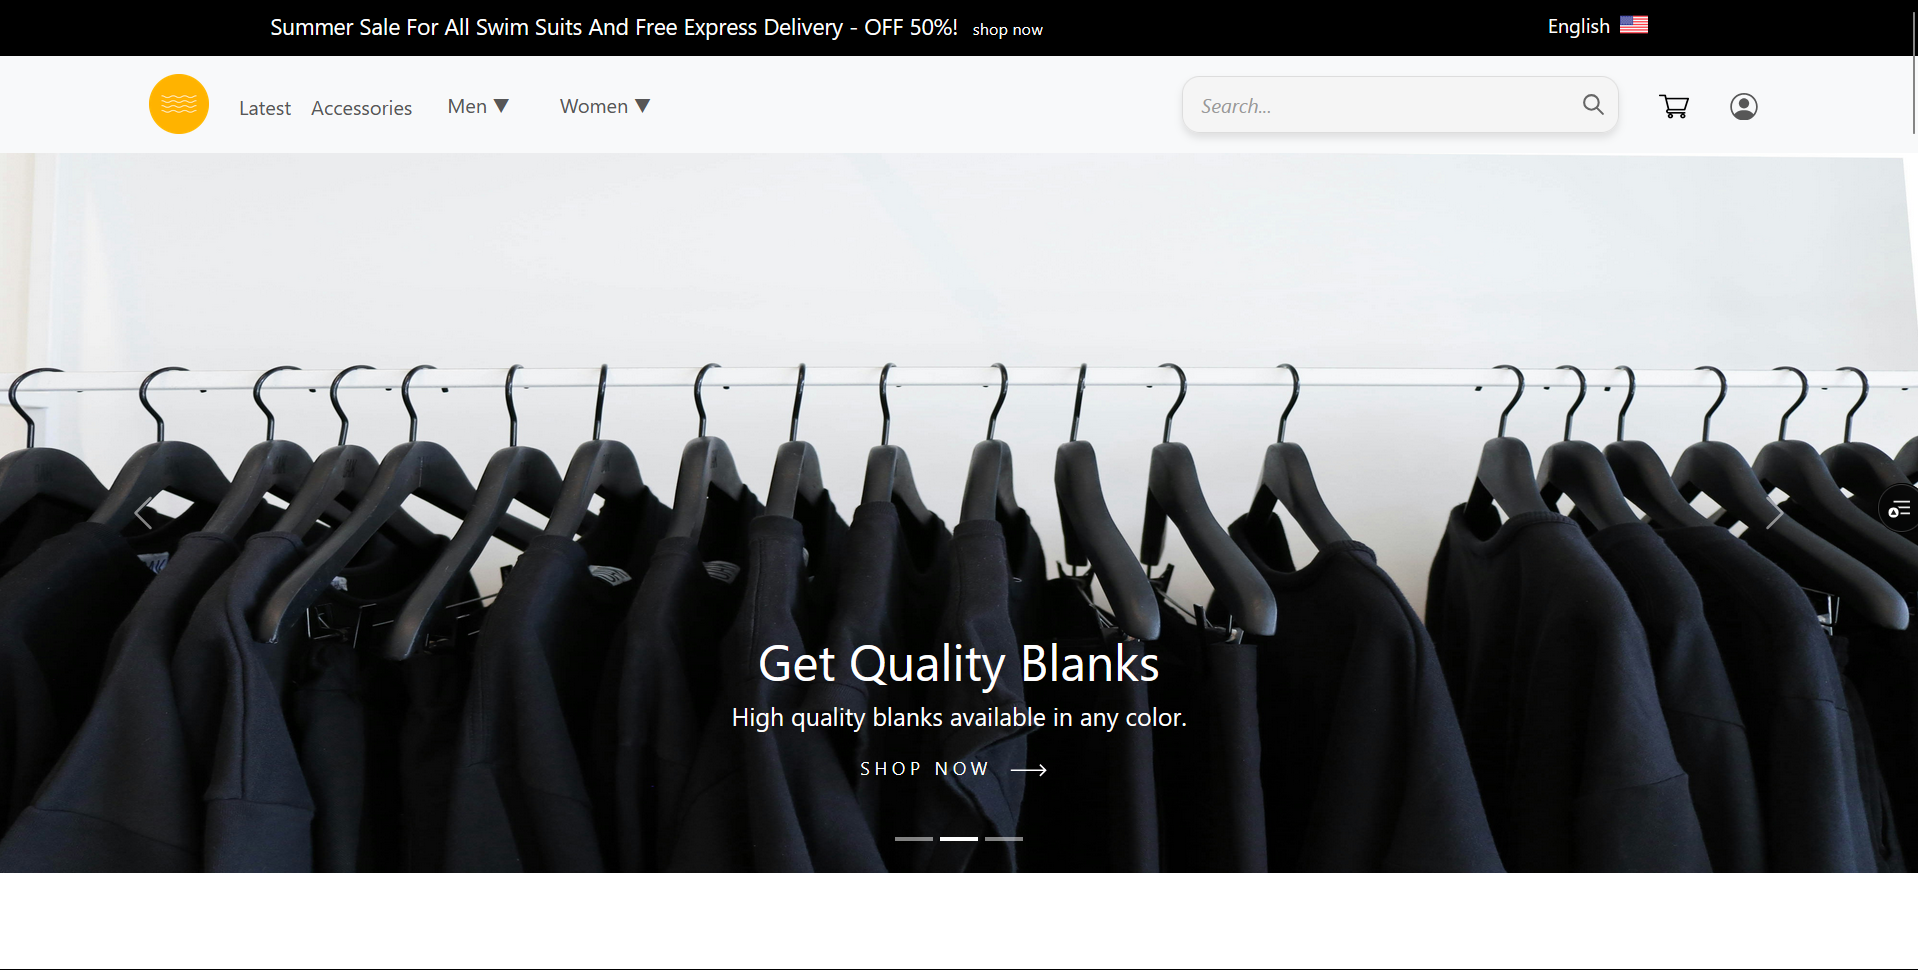 Summer Sale For All Swim Suits And Free Express Delivery - OFF 50%! shop now
English
Latest Accessories Men ▼ Women ▼
Search...
Get Quality Blanks
High quality blanks available in any color.
SHOP NOW